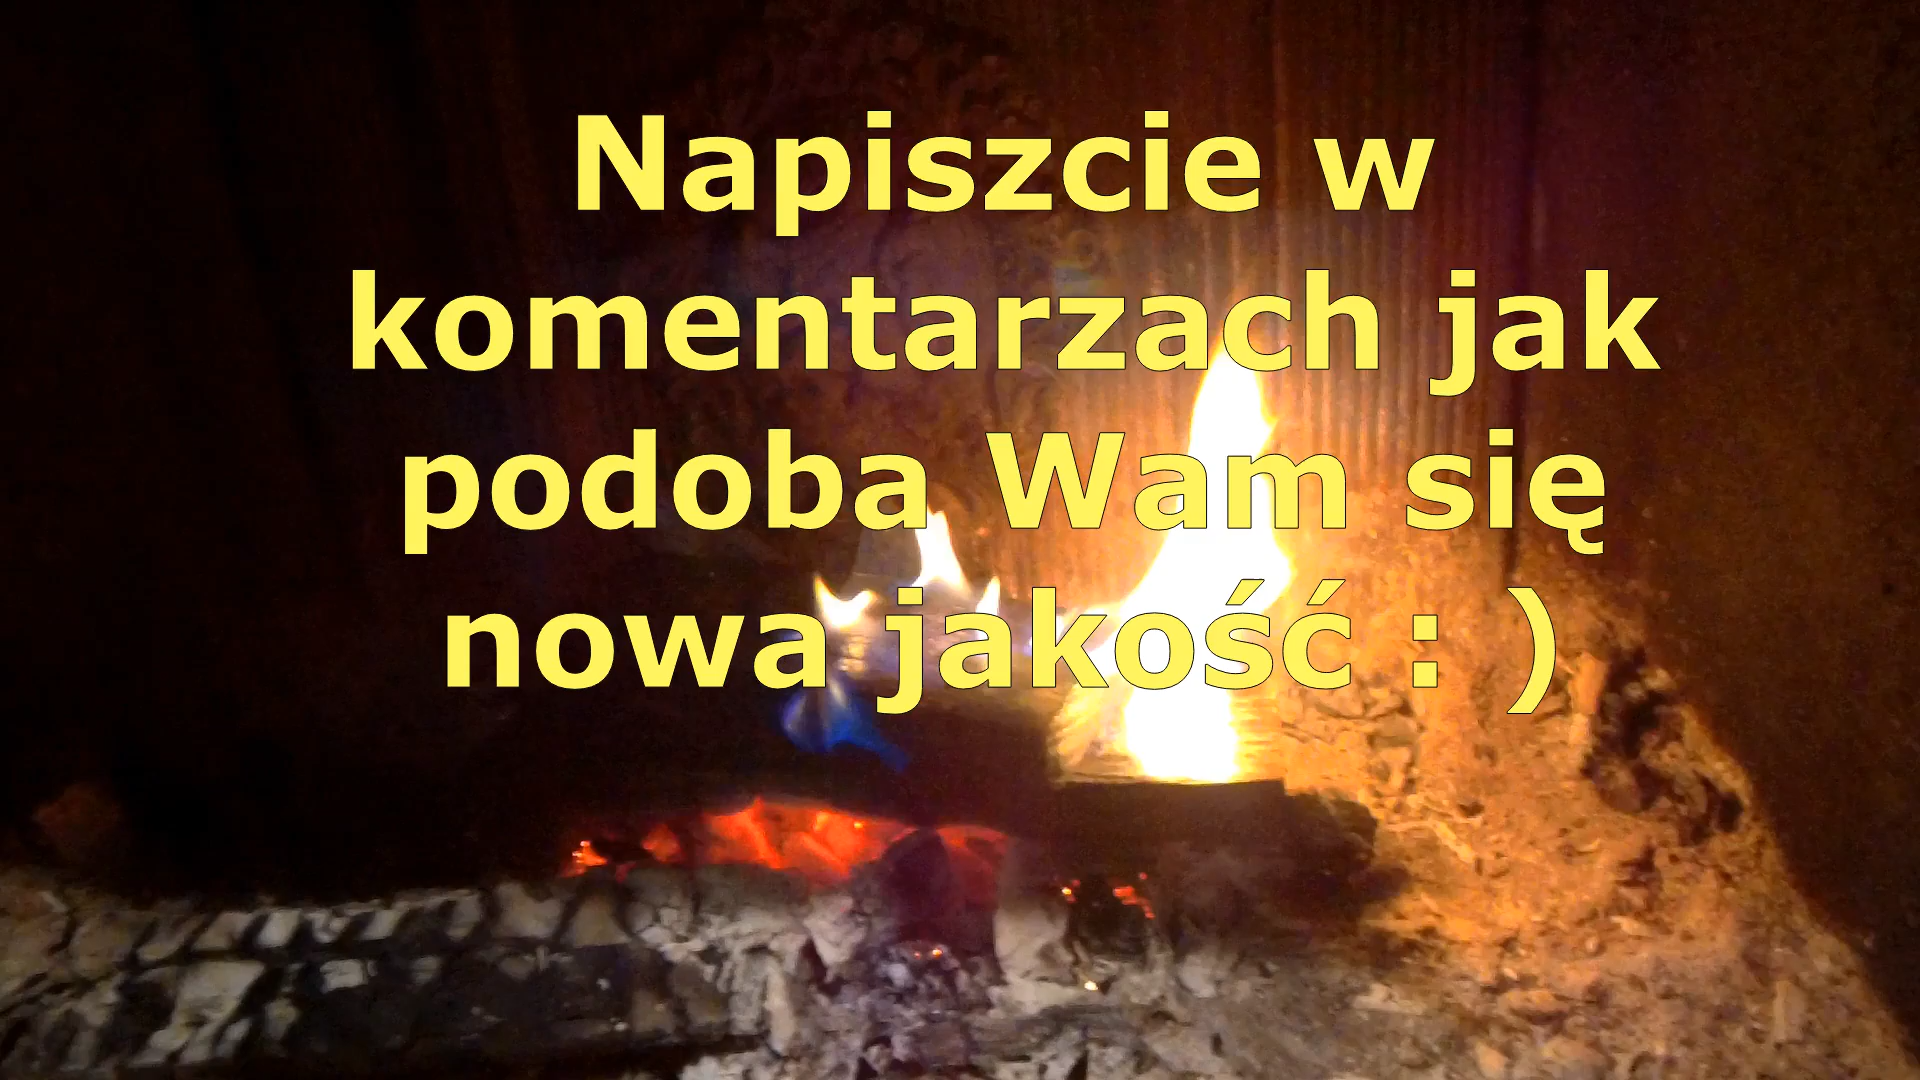 Napiszcie w
komentarzach jak
podoba Wam się
nowa jakość : )